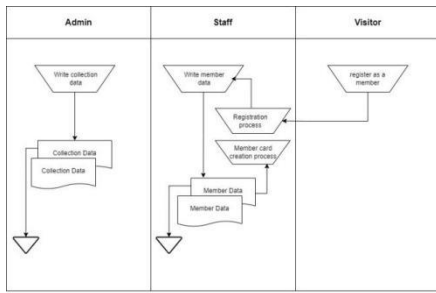 Admin
Staff
Visitor
Write collection
data
Write member
data
register as a
member
Registration
process
Member card
creation process
Collection Data
Collection Data
Member Data
Member Data